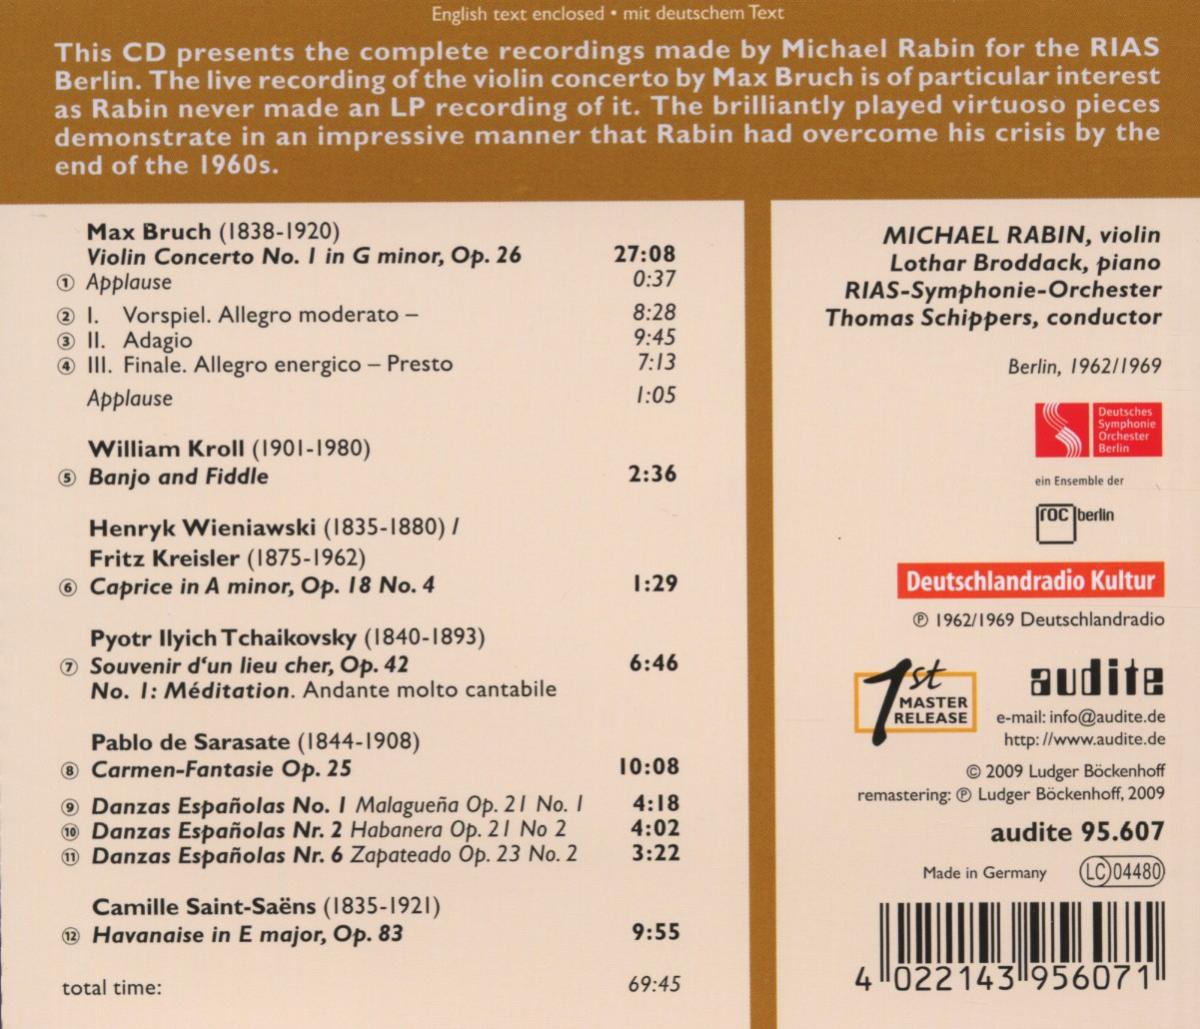 English text enclosed • mit deutschem Text
This CD presents the complete recordings made by Michael Rabin for the RIAS
Berlin. The live recording of the violin concerto by Max Bruch is of particular interest
as Rabin never made an LP recording of it. The brilliantly played virtuoso pieces
demonstrate in an impressive manner that Rabin had overcome his crisis by the
end of the 1960s.
Max Bruch (1838-1920)
Violin Concerto No. 1 in G minor, Op. 26 27:08
① Applause 0:37
② I. Vorspiel. Allegro moderato – 8:28
③ II. Adagio 9:45
④ III. Finale. Allegro energico – Presto 7:13
Applause 1:05
William Kroll (1901-1980)
⑤ Banjo and Fiddle 2:36
Henryk Wieniawski (1835-1880) /
Fritz Kreisler (1875-1962)
⑥ Caprice in A minor, Op. 18 No. 4 1:29
Pyotr Ilyich Tchaikovsky (1840-1893)
⑦ Souvenir d‘un lieu cher, Op. 42 6:46
No. 1: Méditation. Andante molto cantabile
Pablo de Sarasate (1844-1908)
⑧ Carmen-Fantasie Op. 25 10:08
⑨ Danzas Españolas No. 1 Malagueña Op. 21 No. 1 4:18
⑩ Danzas Españolas Nr. 2 Habanera Op. 21 No 2 4:02
⑪ Danzas Españolas Nr. 6 Zapateado Op. 23 No. 2 3:22
Camille Saint-Saëns (1835-1921)
⑫ Havanaise in E major, Op. 83 9:55
total time: 69:45
MICHAEL RABIN, violin
Lothar Broddack, piano
RIAS-Symphonie-Orchester
Thomas Schippers, conductor
Berlin, 1962/1969
Deutsches
Symphonie
Orchester
Berlin
ein Ensemble der
roc berlin
Deutschlandradio Kultur
℗ 1962/1969 Deutschlandradio
1st
MASTER
RELEASE
audite
e-mail: info@audite.de
http: //www.audite.de
© 2009 Ludger Böckenhoff
remastering: ℗ Ludger Böckenhoff, 2009
audite 95.607
Made in Germany LC 04480
4 022143 956071